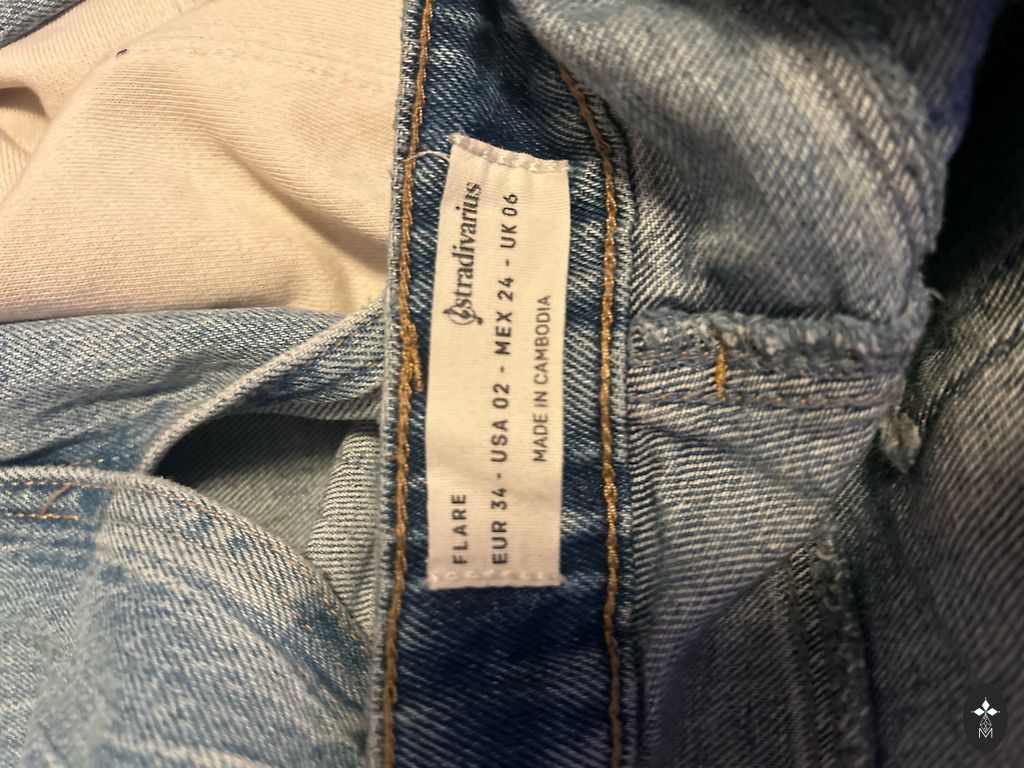 Stradivarius
FLARE
EUR 34 - USA 02 - MEX 24 - UK 06
MADE IN CAMBODIA
M